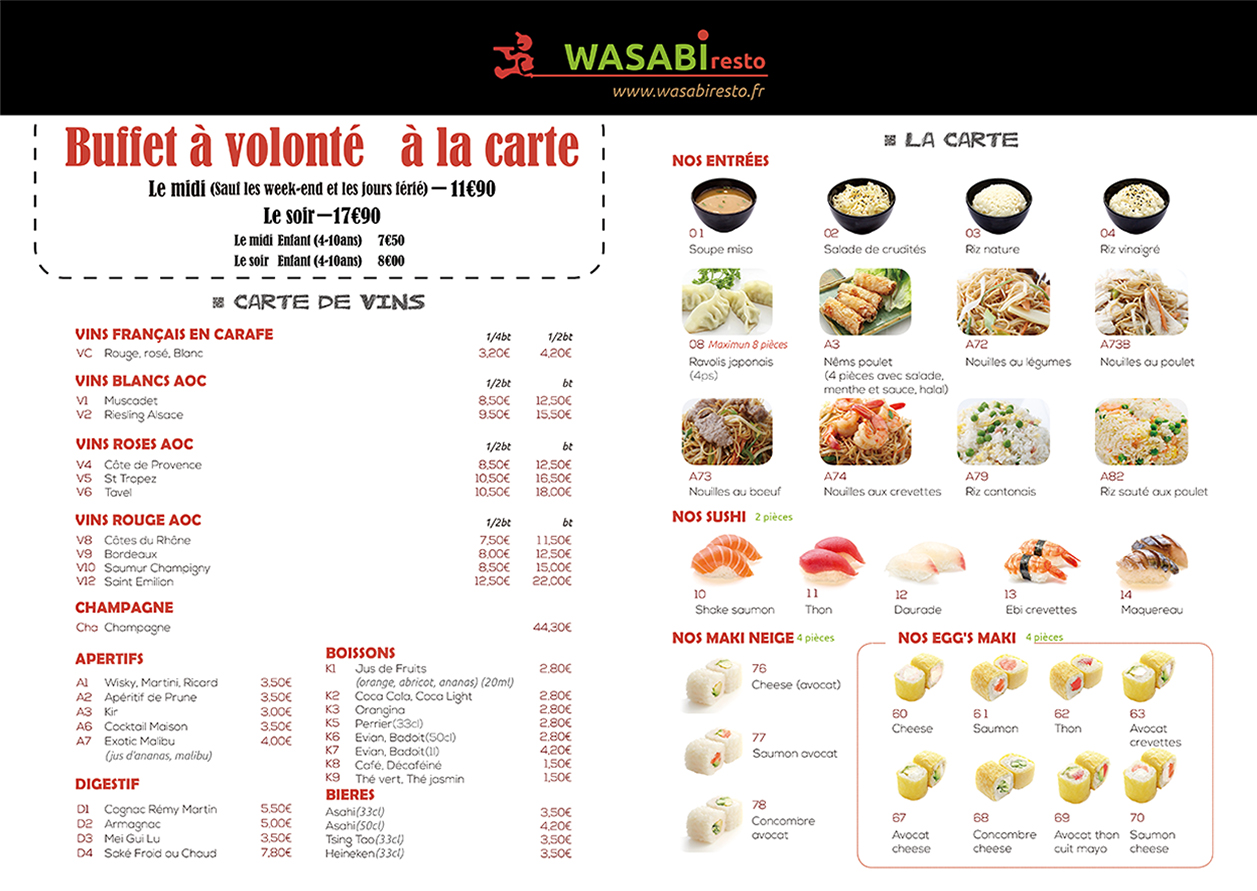 WASABI resto
www.wasabiresto.fr
Buffet à volonté à la carte
Le midi (Sauf les week-end et les jours férié) — 11€90
Le soir—17€90
Le midi Enfant (4-10ans) 7€50
Le soir Enfant (4-10ans) 8€00
CARTE DE VINS
VINS FRANÇAIS EN CARAFE 1/4bt 1/2bt
VC Rouge, rosé, Blanc 3,20€ 4,20€
VINS BLANCS AOC 1/2bt bt
V1 Muscadet 8,50€ 12,50€
V2 Riesling Alsace 9.50€ 15,50€
VINS ROSES AOC 1/2bt bt
V4 Côte de Provence 8,50€ 12,50€
V5 St Tropez 10,50€ 16,50€
V6 Tavel 10,50€ 18,00€
VINS ROUGE AOC 1/2bt bt
V8 Côtes du Rhône 7,50€ 11,50€
V9 Bordeaux 8,00€ 12,50€
V10 Saumur Champigny 8,50€ 15,00€
V12 Saint Emilion 12,50€ 22,00€
CHAMPAGNE
Cha Champagne 44,30€
APERTIFS
A1 Wisky, Martini, Ricard 3,50€
A2 Apéritif de Prune 3,50€
A3 Kir 3,00€
A6 Cocktail Maison 3,50€
A7 Exotic Malibu 4,00€
(jus d'ananas, malibu)
DIGESTIF
D1 Cognac Rémy Martin 5,50€
D2 Armagnac 5,00€
D3 Mei Gui Lu 3,50€
D4 Saké Froid ou Chaud 7,80€
BOISSONS
K1 Jus de Fruits 2,80€
(orange, abricot, ananas) (20ml)
K2 Coca Cola, Coca Light 2,80€
K3 Orangina 2,80€
K5 Perrier(33cl) 2,80€
K6 Evian, Badoit(50cl) 2,80€
K7 Evian, Badoit(1l) 4,20€
K8 Café, Décaféiné 1,50€
K9 Thé vert, Thé jasmin 1,50€
BIERES
Asahi(33cl) 3,50€
Asahi(50cl) 4,20€
Tsing Tao(33cl) 3,50€
Heineken(33cl) 3,50€
LA CARTE
NOS ENTRÉES
01 02 03 04
Soupe miso Salade de crudités Riz nature Riz vinaigré
08 Maximun 8 pièces A3 A72 A73B
Ravolis japonais Nêms poulet Nouilles au légumes Nouilles au poulet
(4ps) (4 pièces avec salade,
menthe et sauce, halal)
A73 A74 A79 A82
Nouilles au boeuf Nouilles aux crevettes Riz cantonais Riz sauté aux poulet
NOS SUSHI 2 pièces
10 11 12 13 14
Shake saumon Thon Daurade Ebi crevettes Maquereau
NOS MAKI NEIGE 4 pièces
76
Cheese (avocat)
77
Saumon avocat
78
Concombre
avocat
NOS EGG'S MAKI 4 pièces
60 61 62 63
Cheese Saumon Thon Avocat
crevettes
67 68 69 70
Avocat Concombre Avocat thon Saumon
cheese cheese cuit mayo cheese